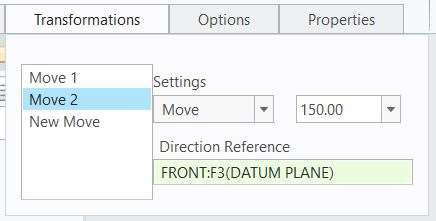 Transformations Options Properties
Move 1
Move 2
New Move
Settings
Move 150.00
Direction Reference
FRONT:F3(DATUM PLANE)